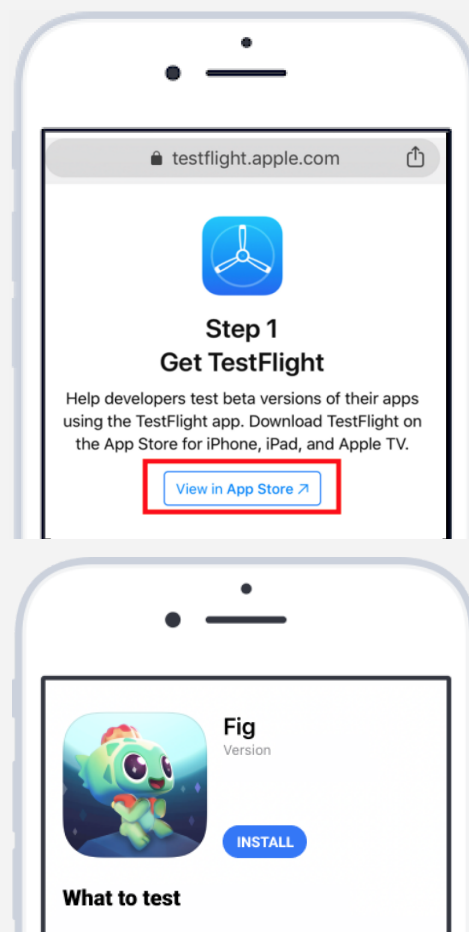 testflight.apple.com
Step 1
Get TestFlight
Help developers test beta versions of their apps
using the TestFlight app. Download TestFlight on
the App Store for iPhone, iPad, and Apple TV.
View in App Store ↗
Fig
Version
INSTALL
What to test